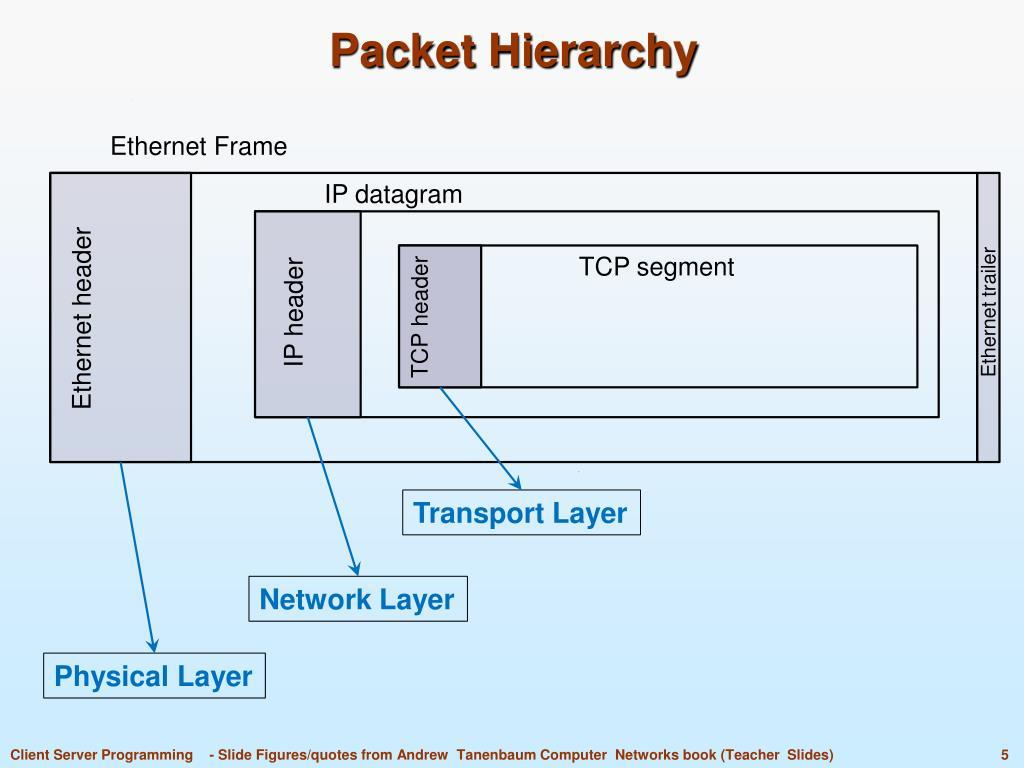 Packet Hierarchy
Ethernet Frame
IP datagram
TCP segment
Ethernet header
IP header
TCP header
Ethernet trailer
Transport Layer
Network Layer
Physical Layer
Client Server Programming - Slide Figures/quotes from Andrew Tanenbaum Computer Networks book (Teacher Slides) 5